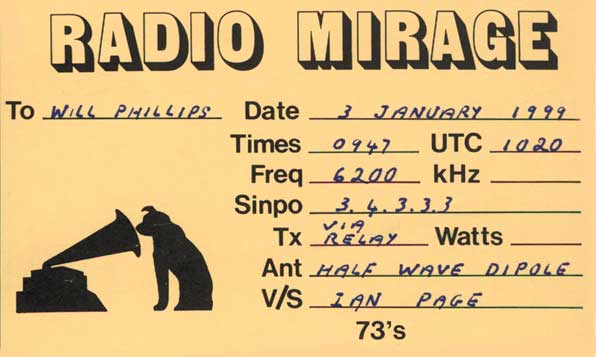 RADIO MIRAGE
To WILL PHILLIPS Date 3 JANUARY 1999
Times 0947 UTC 1020
Freq 6200 kHz
Sinpo 3.4.3.3.3
Tx VIA RELAY Watts
Ant HALF WAVE DIPOLE
V/S IAN PAGE
73's